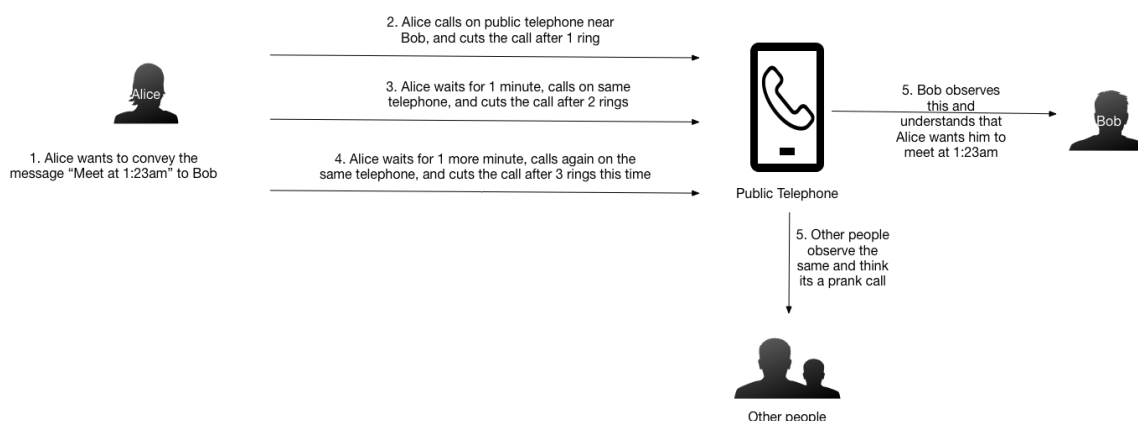 2. Alice calls on public telephone near
Bob, and cuts the call after 1 ring
3. Alice waits for 1 minute, calls on same
telephone, and cuts the call after 2 rings
Alice
1. Alice wants to convey the
message “Meet at 1:23am” to Bob
4. Alice waits for 1 more minute, calls again on the
same telephone, and cuts the call after 3 rings this time
Public Telephone
5. Bob observes
this and
understands that
Alice wants him to
meet at 1:23am
Bob
5. Other people
observe the
same and think
its a prank call
Other people